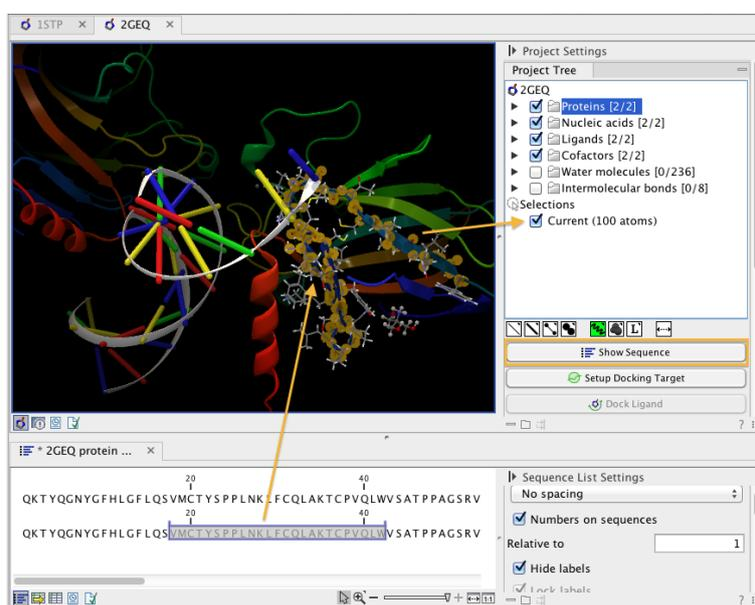 1STP
2GEQ
Project Settings
Project Tree
2GEQ
Proteins [2/2]
Nucleic acids [2/2]
Ligands [2/2]
Cofactors [2/2]
Water molecules [0/236]
Intermolecular bonds [0/8]
Selections
Current (100 atoms)
Show Sequence
Setup Docking Target
Dock Ligand
* 2GEQ protein ...
20 40
QKTYQGNYGFHLGFLQSVMCTYSPPLNKLFCQLAKTCPVQLWVSATPPAGSRV
20 40
QKTYQGNYGFHLGFLQSVMCTYSPPLNKLFCQLAKTCPVQLWVSATPPAGSRV
Sequence List Settings
No spacing
Numbers on sequences
Relative to 1
Hide labels
Lock labels